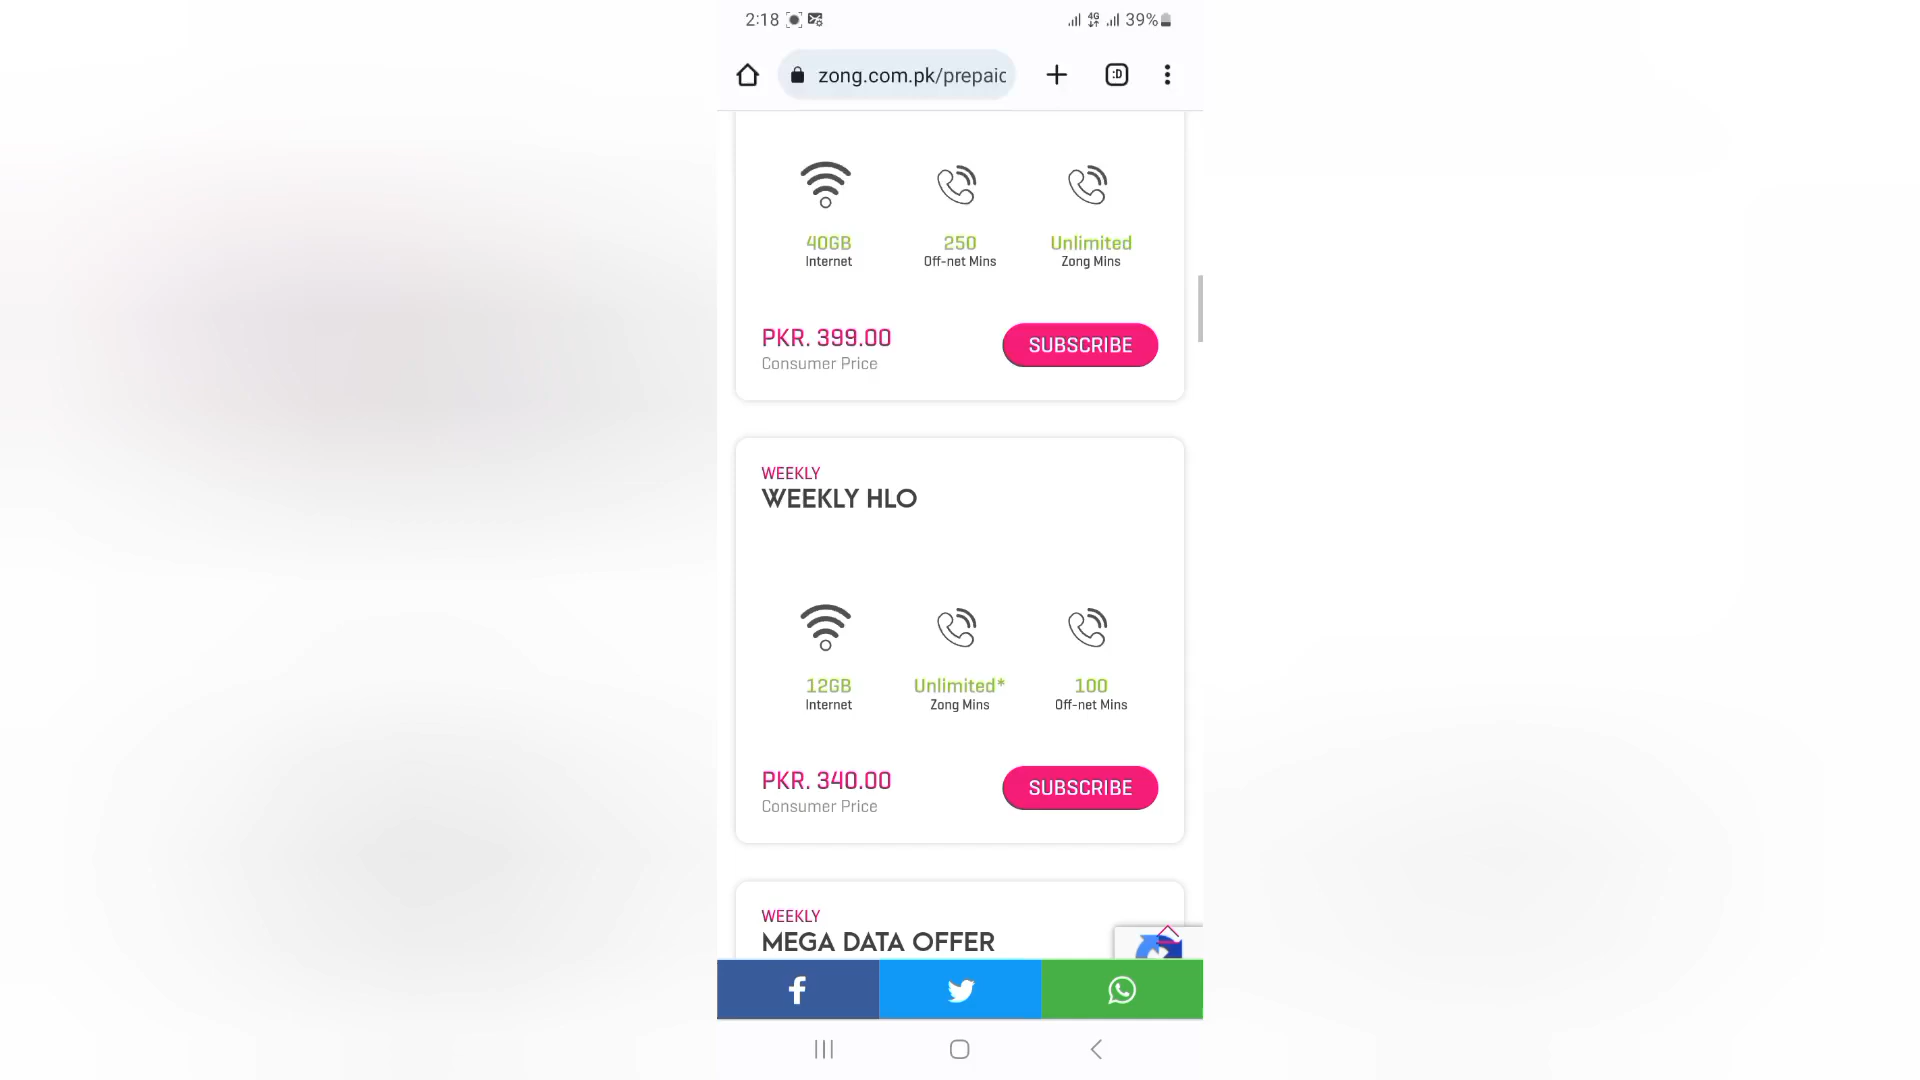 2:18 4G 39%
zong.com.pk/prepaid :D
40GB 250 Unlimited
Internet Off-net Mins Zong Mins
PKR. 399.00 SUBSCRIBE
Consumer Price
WEEKLY
WEEKLY HLO
12GB Unlimited* 100
Internet Zong Mins Off-net Mins
PKR. 340.00 SUBSCRIBE
Consumer Price
WEEKLY
MEGA DATA OFFER